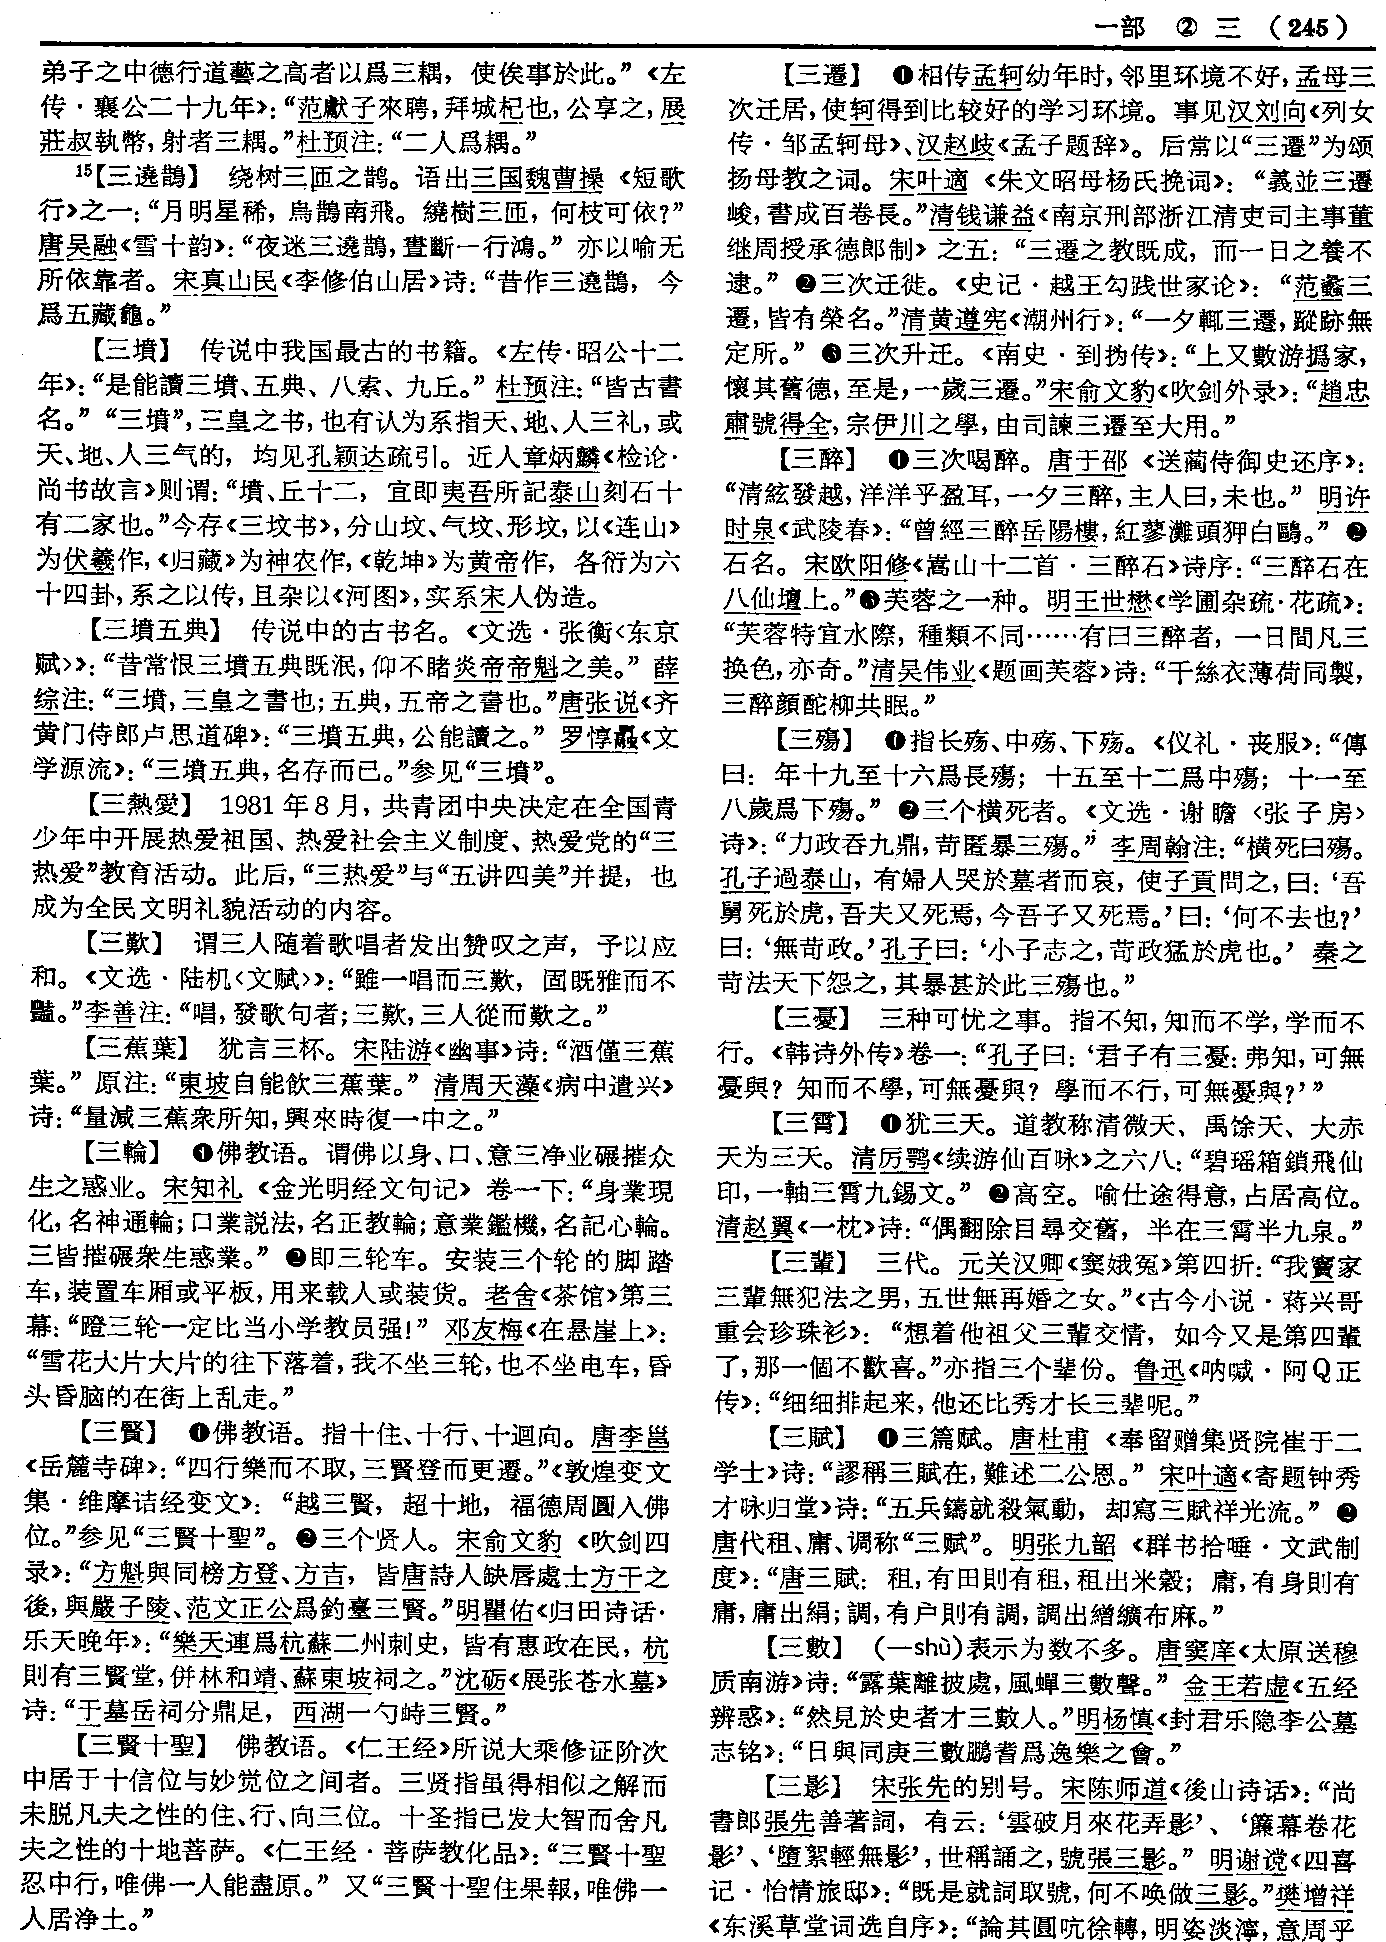 一部　②　三　（245）
弟子之中德行道藝之高者以爲三耦，使俟事於此。”《左
传·襄公二十九年》：“范獻子來聘，拜城杞也，公享之，展
莊叔執幣，射者三耦。”杜预注：“二人爲耦。”
15【三遶鵲】　绕树三匝之鹊。语出三国魏曹操《短歌
行》之一：“月明星稀，烏鵲南飛。繞樹三匝，何枝可依？”
唐吴融《雪十韵》：“夜迷三遶鵲，晝斷一行鴻。”亦以喻无
所依靠者。宋真山民《李修伯山居》诗：“昔作三遶鵲，今
爲五藏龜。”
【三墳】　传说中我国最古的书籍。《左传·昭公十二
年》：“是能讀三墳、五典、八索、九丘。”杜预注：“皆古書
名。”“三墳”，三皇之书，也有认为系指天、地、人三礼，或
天、地、人三气的，均见孔颖达疏引。近人章炳麟《检论·
尚书故言》则谓：“墳、丘十二，宜即夷吾所記泰山刻石十
有二家也。”今存《三坟书》，分山坟、气坟、形坟，以《连山》
为伏羲作，《归藏》为神农作，《乾坤》为黄帝作，各衍为六
十四卦，系之以传，且杂以《河图》，实系宋人伪造。
【三墳五典】　传说中的古书名。《文选·张衡〈东京
赋〉》：“昔常恨三墳五典既泯，仰不睹炎帝帝魁之美。”薛
综注：“三墳，三皇之書也；五典，五帝之書也。”唐张说《齐
黄门侍郎卢思道碑》：“三墳五典，公能讀之。”罗惇曧《文
学源流》：“三墳五典，名存而已。”参见“三墳”。
【三熱愛】　1981年8月，共青团中央决定在全国青
少年中开展热爱祖国、热爱社会主义制度、热爱党的“三
热爱”教育活动。此后，“三热爱”与“五讲四美”并提，也
成为全民文明礼貌活动的内容。
【三歎】　谓三人随着歌唱者发出赞叹之声，予以应
和。《文选·陆机〈文赋〉》：“雖一唱而三歎，固既雅而不
豔。”李善注：“唱，發歌句者；三歎，三人從而歎之。”
【三蕉葉】　犹言三杯。宋陆游《幽事》诗：“酒僅三蕉
葉。”原注：“東坡自能飲三蕉葉。”清周天藻《病中遣兴》
诗：“量減三蕉衆所知，興來時復一中之。”
【三輪】　❶佛教语。谓佛以身、口、意三净业碾摧众
生之惑业。宋知礼《金光明经文句记》卷一下：“身業現
化，名神通輪；口業説法，名正教輪；意業鑑機，名記心輪。
三皆摧碾衆生惑業。”❷即三轮车。安装三个轮的脚踏
车，装置车厢或平板，用来载人或装货。老舍《茶馆》第三
幕：“蹬三轮一定比当小学教员强！”邓友梅《在悬崖上》：
“雪花大片大片的往下落着，我不坐三轮，也不坐电车，昏
头昏脑的在街上乱走。”
【三賢】　❶佛教语。指十住、十行、十迴向。唐李邕
《岳麓寺碑》：“四行樂而不取，三賢登而更遷。”《敦煌变文
集·维摩诘经变文》：“越三賢，超十地，福德周圓入佛
位。”参见“三賢十聖”。❷三个贤人。宋俞文豹《吹剑四
录》：“方魁與同榜方登、方吉，皆唐詩人缺唇處士方干之
後，與嚴子陵、范文正公爲釣臺三賢。”明瞿佑《归田诗话·
乐天晚年》：“樂天連爲杭蘇二州刺史，皆有惠政在民，杭
則有三賢堂，併林和靖、蘇東坡祠之。”沈砺《展张苍水墓》
诗：“于墓岳祠分鼎足，西湖一勺峙三賢。”
【三賢十聖】　佛教语。《仁王经》所说大乘修证阶次
中居于十信位与妙觉位之间者。三贤指虽得相似之解而
未脱凡夫之性的住、行、向三位。十圣指已发大智而舍凡
夫之性的十地菩萨。《仁王经·菩萨教化品》：“三賢十聖
忍中行，唯佛一人能盡原。”又“三賢十聖住果報，唯佛一
人居浄土。”
【三遷】　❶相传孟轲幼年时，邻里环境不好，孟母三
次迁居，使轲得到比较好的学习环境。事见汉刘向《列女
传·邹孟轲母》、汉赵歧《孟子题辞》。后常以“三遷”为颂
扬母教之词。宋叶適《朱文昭母杨氏挽词》：“義並三遷
峻，書成百卷長。”清钱谦益《南京刑部浙江清吏司主事董
继周授承德郎制》之五：“三遷之教既成，而一日之養不
逮。”❷三次迁徙。《史记·越王勾践世家论》：“范蠡三
遷，皆有榮名。”清黄遵宪《潮州行》：“一夕輒三遷，蹤跡無
定所。”❸三次升迁。《南史·到㧑传》：“上又數游撝家，
懷其舊德，至是，一歲三遷。”宋俞文豹《吹剑外录》：“趙忠
肅號得全，宗伊川之學，由司諫三遷至大用。”
【三醉】　❶三次喝醉。唐于邵《送蔺侍御史还序》：
“清絃發越，洋洋乎盈耳，一夕三醉，主人曰，未也。”明许
时泉《武陵春》：“曾經三醉岳陽樓，紅蓼灘頭狎白鷗。”❷
石名。宋欧阳修《嵩山十二首·三醉石》诗序：“三醉石在
八仙壇上。”❸芙蓉之一种。明王世懋《学圃杂疏·花疏》：
“芙蓉特宜水際，種類不同……有曰三醉者，一日間凡三
换色，亦奇。”清吴伟业《题画芙蓉》诗：“千絲衣薄荷同製，
三醉顔酡柳共眠。”
【三殤】　❶指长殇、中殇、下殇。《仪礼·丧服》：“傳
曰：年十九至十六爲長殤；十五至十二爲中殤；十一至
八歲爲下殤。”❷三个横死者。《文选·谢瞻〈张子房〉
诗》：“力政吞九鼎，苛慝暴三殤。”李周翰注：“横死曰殤。
孔子過泰山，有婦人哭於墓者而哀，使子貢問之，曰：‘吾
舅死於虎，吾夫又死焉，今吾子又死焉。’曰：‘何不去也？’
曰：‘無苛政。’孔子曰：‘小子志之，苛政猛於虎也。’秦之
苛法天下怨之，其暴甚於此三殤也。”
【三憂】　三种可忧之事。指不知，知而不学，学而不
行。《韩诗外传》卷一：“孔子曰：‘君子有三憂：弗知，可無
憂與？知而不學，可無憂與？學而不行，可無憂與？’”
【三霄】　❶犹三天。道教称清微天、禹馀天、大赤
天为三天。清厉鹗《续游仙百咏》之六八：“碧瑶箱鎖飛仙
印，一軸三霄九錫文。”❷高空。喻仕途得意，占居高位。
清赵翼《一枕》诗：“偶翻除目尋交舊，半在三霄半九泉。”
【三輩】　三代。元关汉卿《窦娥冤》第四折：“我竇家
三輩無犯法之男，五世無再婚之女。”《古今小说·蒋兴哥
重会珍珠衫》：“想着他祖父三輩交情，如今又是第四輩
了，那一個不歡喜。”亦指三个辈份。鲁迅《呐喊·阿Q正
传》：“细细排起来，他还比秀才长三辈呢。”
【三賦】　❶三篇赋。唐杜甫《奉留赠集贤院崔于二
学士》诗：“謬稱三賦在，難述二公恩。”宋叶適《寄题钟秀
才咏归堂》诗：“五兵鑄就殺氣動，却寫三賦祥光流。”❷
唐代租、庸、调称“三赋”。明张九韶《群书拾唾·文武制
度》：“唐三賦：租，有田則有租，租出米穀；庸，有身則有
庸，庸出絹；調，有户則有調，調出繒纊布麻。”
【三數】　（—shù）表示为数不多。唐窦庠《太原送穆
质南游》诗：“露葉離披處，風蟬三數聲。”金王若虚《五经
辨惑》：“然見於史者才三數人。”明杨慎《封君乐隐李公墓
志铭》：“日與同庚三數鵬耆爲逸樂之會。”
【三影】　宋张先的别号。宋陈师道《後山诗话》：“尚
書郎張先善著詞，有云：‘雲破月來花弄影’、‘簾幕卷花
影’、‘墮絮輕無影’，世稱誦之，號張三影。”明谢谠《四喜
记·怡情旅邸》：“既是就詞取號，何不唤做三影。”樊增祥
《东溪草堂词选自序》：“論其圓吭徐轉，明姿淡濘，意周乎